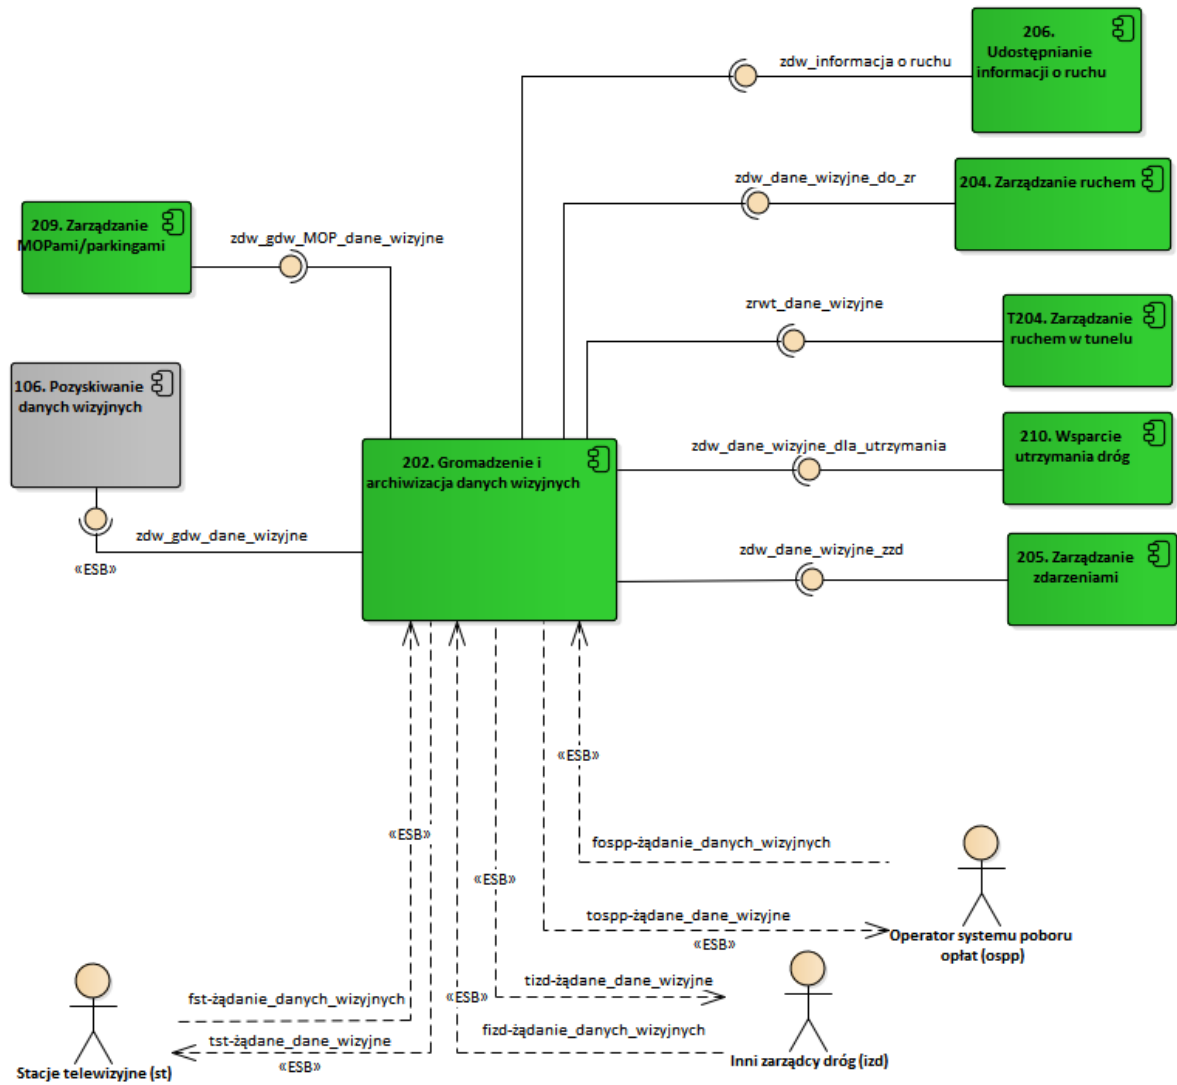 206.
Udostępnianie
informacji o ruchu
zdw_informacja o ruchu
zdw_dane_wizyjne_do_zr
204. Zarządzanie ruchem
209. Zarządzanie
MOPami/parkingami
zdw_gdw_MOP_dane_wizyjne
zrwt_dane_wizyjne
T204. Zarządzanie
ruchem w tunelu
106. Pozyskiwanie
danych wizyjnych
202. Gromadzenie i
archiwizacja danych wizyjnych
zdw_dane_wizyjne_dla_utrzymania
210. Wsparcie
utrzymania dróg
zdw_gdw_dane_wizyjne
«ESB»
zdw_dane_wizyjne_zzd
205. Zarządzanie
zdarzeniami
«ESB»
«ESB»
fospp-żądanie_danych_wizyjnych
«ESB»
tospp-żądane_dane_wizyjne
«ESB»
Operator systemu poboru
opłat (ospp)
tizd-żądane_dane_wizyjne
fst-żądanie_danych_wizyjnych
«ESB»
fizd-żądanie_danych_wizyjnych
tst-żądane_dane_wizyjne
«ESB»
Inni zarządcy dróg (izd)
Stacje telewizyjne (st)